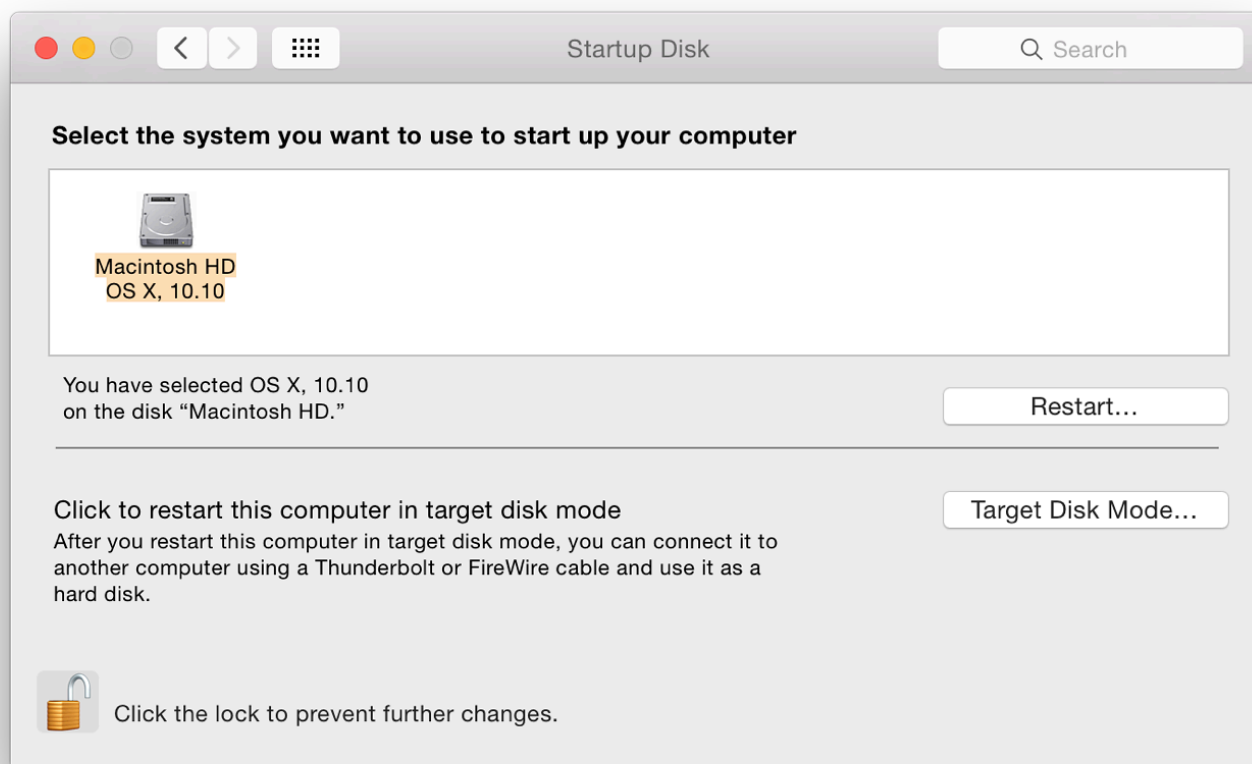 Startup Disk
Search
Select the system you want to use to start up your computer
Macintosh HD
OS X, 10.10
You have selected OS X, 10.10
on the disk “Macintosh HD.”
Restart...
Click to restart this computer in target disk mode
Target Disk Mode...
After you restart this computer in target disk mode, you can connect it to
another computer using a Thunderbolt or FireWire cable and use it as a
hard disk.
Click the lock to prevent further changes.